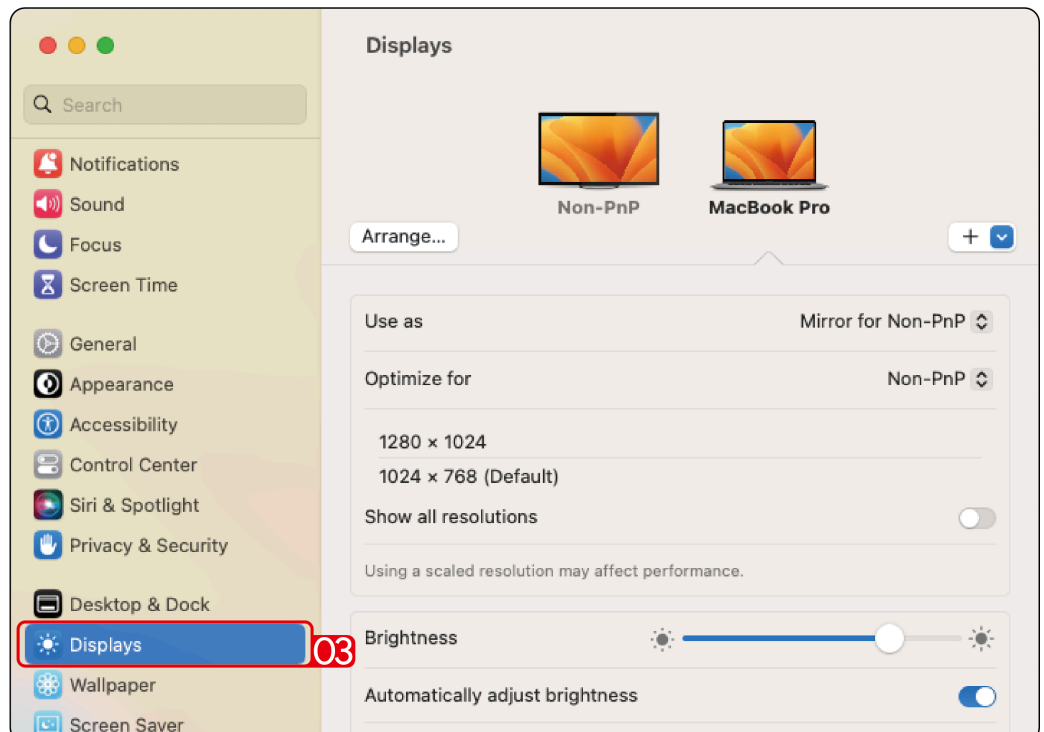 Displays
Search
Notifications
Sound
Focus
Screen Time
General
Appearance
Accessibility
Control Center
Siri & Spotlight
Privacy & Security
Desktop & Dock
Displays
03
Wallpaper
Screen Saver
Non-PnP
MacBook Pro
Arrange...
Use as
Mirror for Non-PnP
Optimize for
Non-PnP
1280 × 1024
1024 × 768 (Default)
Show all resolutions
Using a scaled resolution may affect performance.
Brightness
Automatically adjust brightness